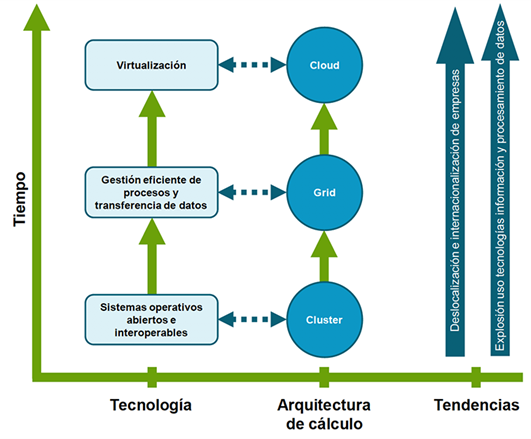 Virtualización
Cloud
Gestión eficiente de
procesos y
transferencia de datos
Grid
Sistemas operativos
abiertos e
interoperables
Cluster
Tiempo
Deslocalización e internacionalización de empresas
Explosión uso tecnologías información y procesamiento de datos
Tecnología
Arquitectura
de cálculo
Tendencias